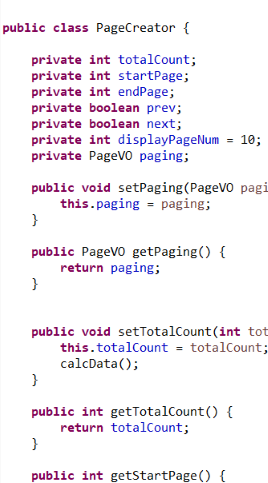 public class PageCreator {
private int totalCount;
private int startPage;
private int endPage;
private boolean prev;
private boolean next;
private int displayPageNum = 10;
private PageVO paging;
public void setPaging(PageVO pagi
this.paging = paging;
}
public PageVO getPaging() {
return paging;
}
public void setTotalCount(int tot
this.totalCount = totalCount;
calcData();
}
public int getTotalCount() {
return totalCount;
}
public int getStartPage() {